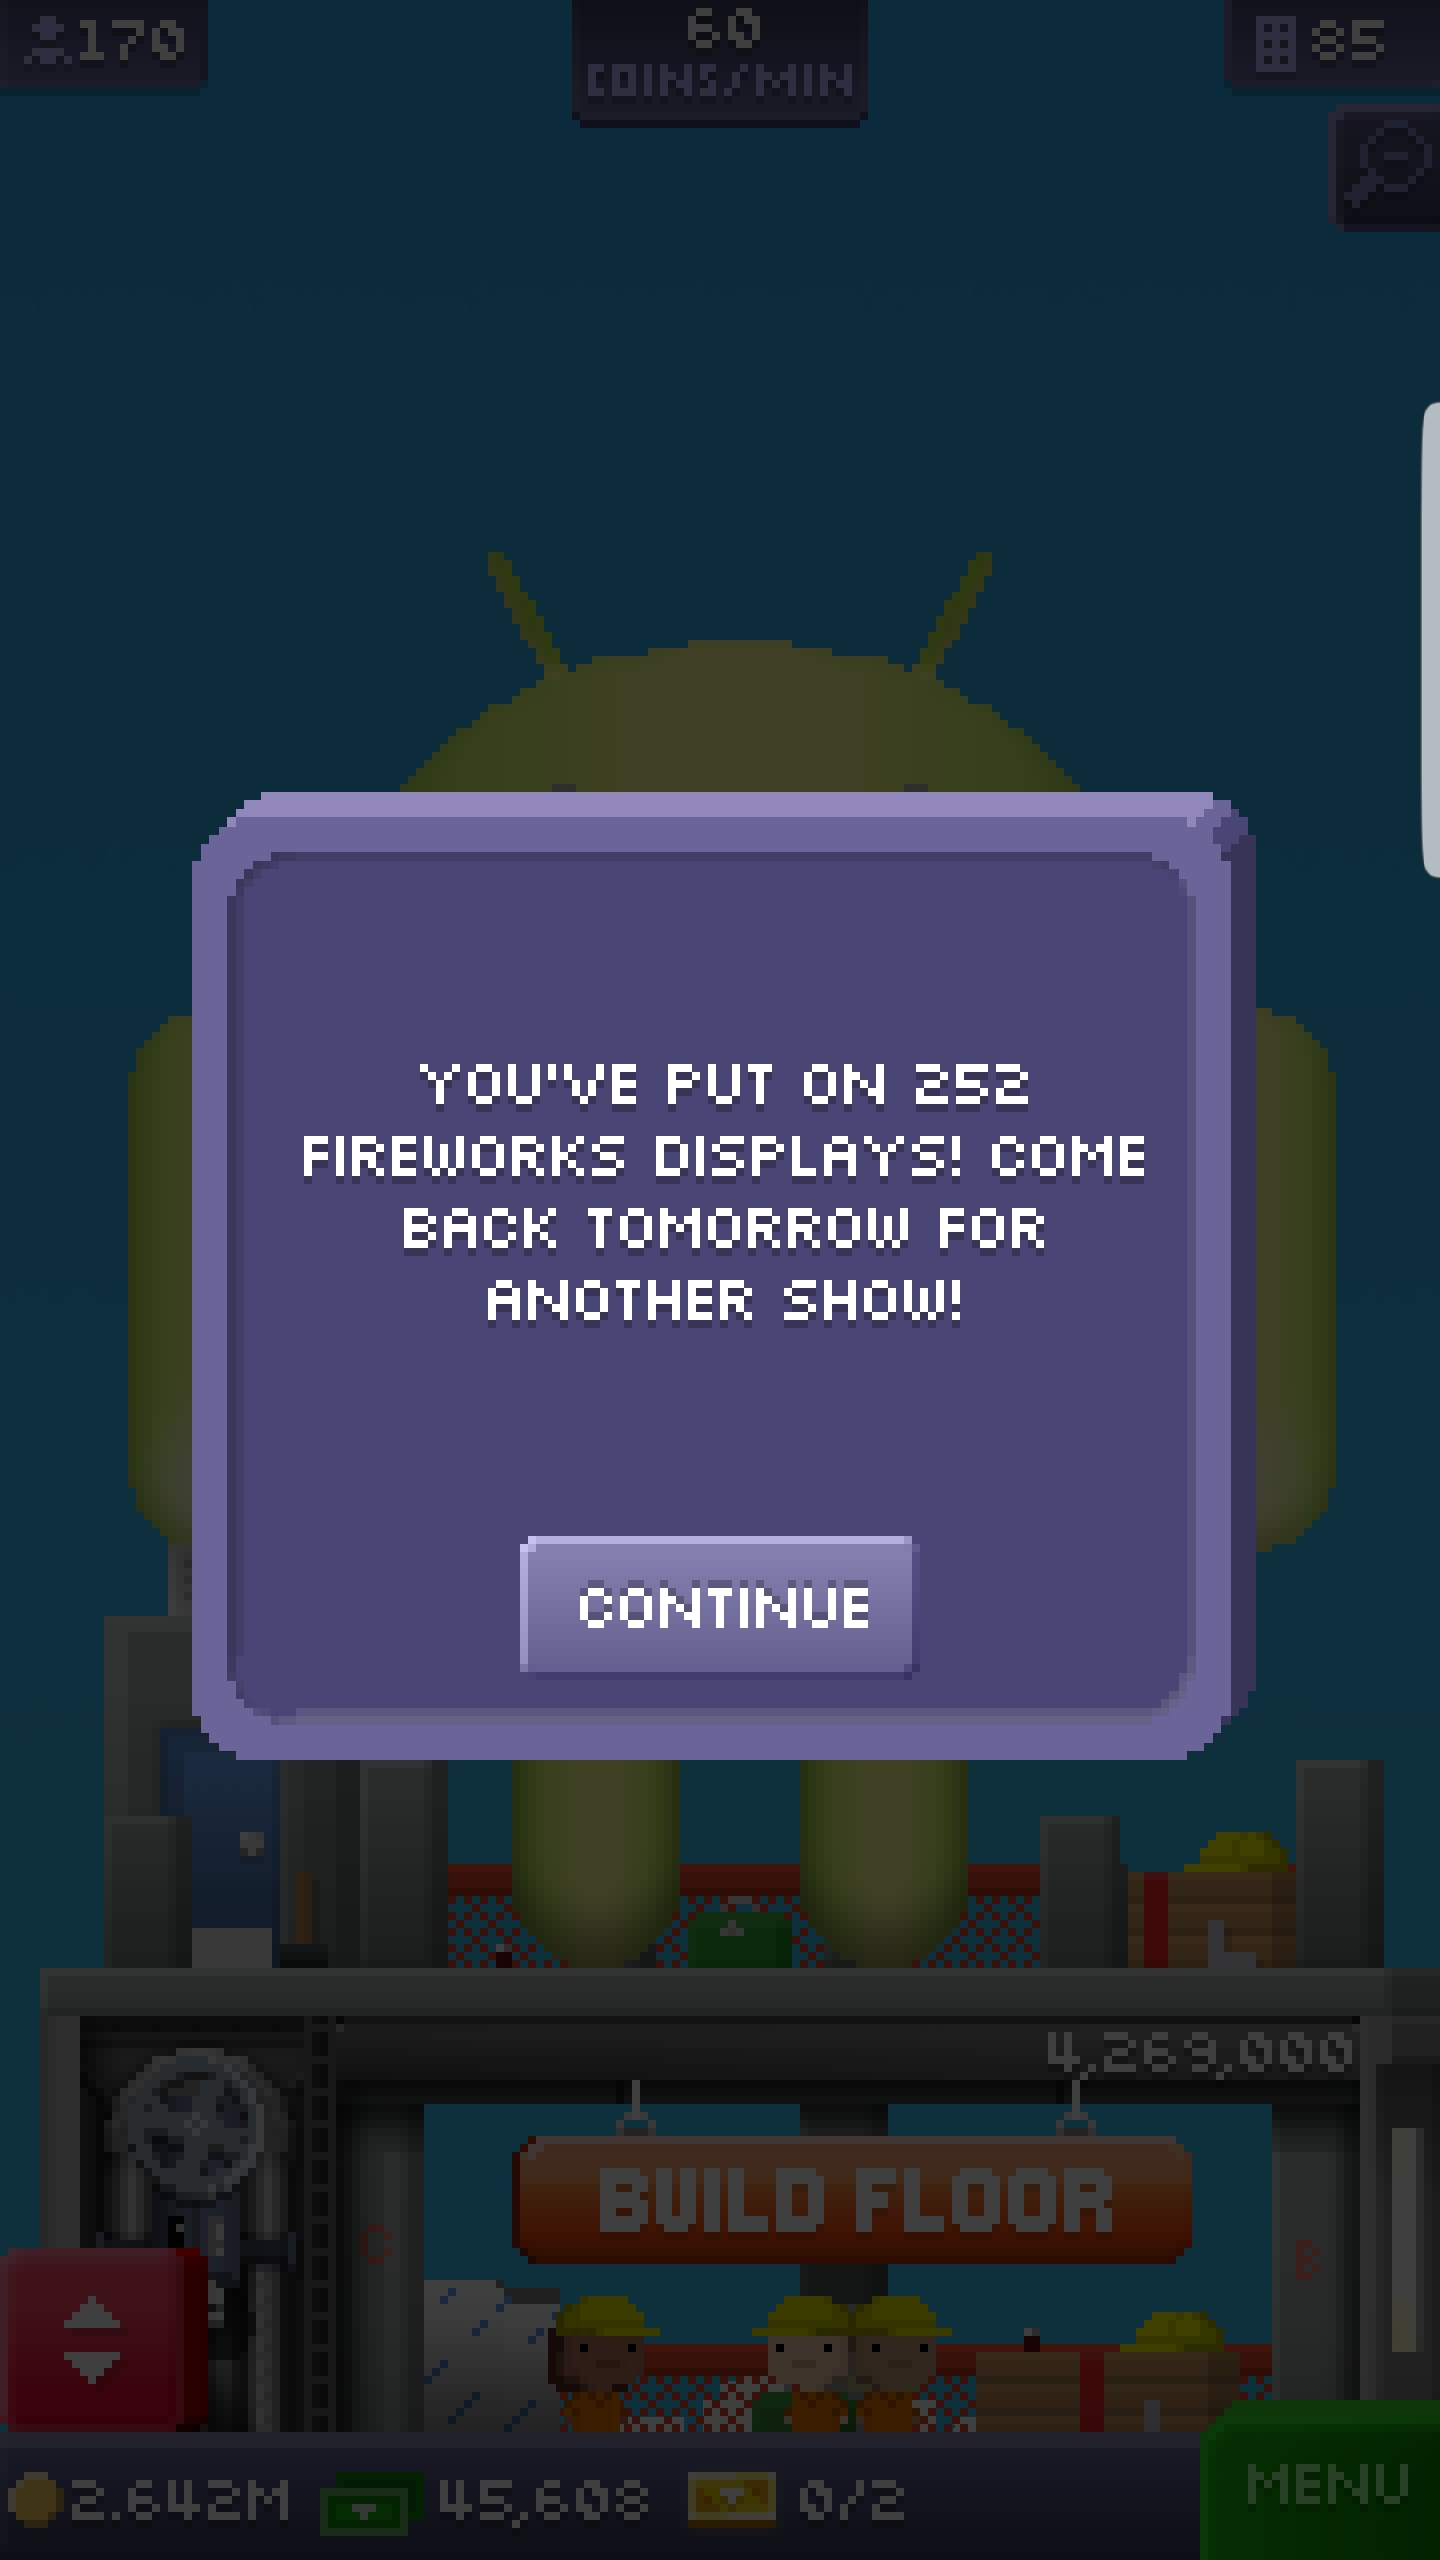 170
60
COINS/MIN
85
YOU'VE PUT ON 252
FIREWORKS DISPLAYS! COME
BACK TOMORROW FOR
ANOTHER SHOW!
CONTINUE
4,269,000
BUILD FLOOR
C
B
2.642M
45,608
0/2
MENU